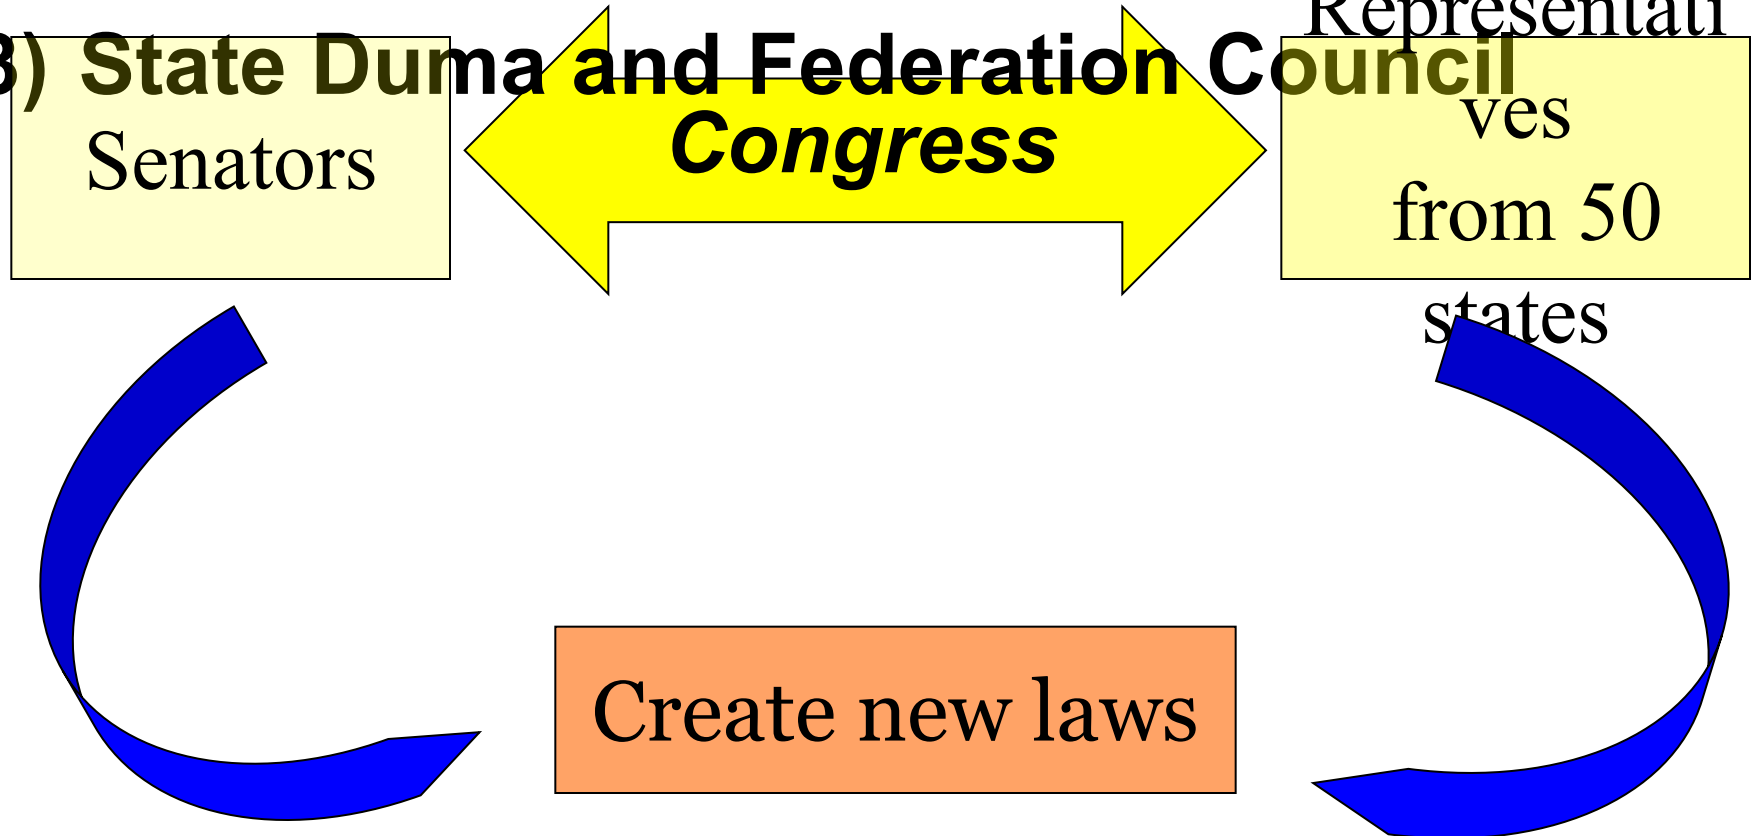 3) State Duma and Federation Council
Senators
Congress
Representati
ves
from 50
states
Create new laws